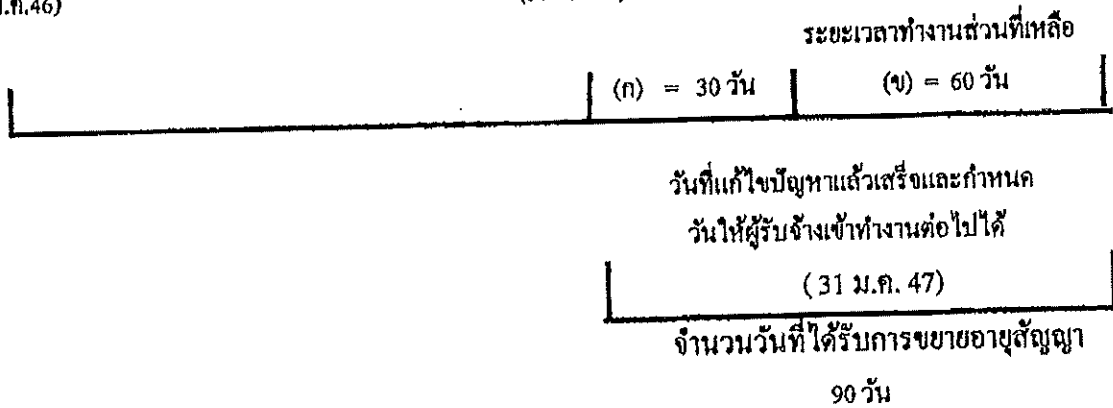 ม.ค.46)
ระยะเวลาทำงานส่วนที่เหลือ
(ก) = 30 วัน
(ข) = 60 วัน
วันที่แก้ไขปัญหาแล้วเสร็จและกำหนด
วันให้ผู้รับจ้างเข้าทำงานต่อไปได้
( 31 ม.ค. 47)
จำนวนวันที่ได้รับการขยายอายุสัญญา
90 วัน